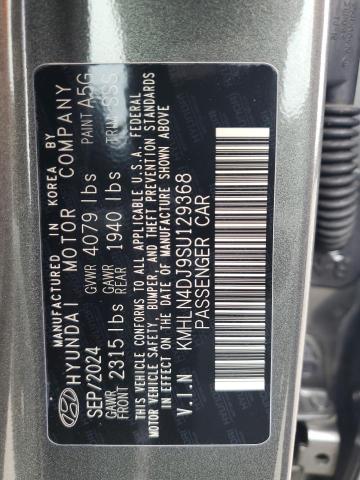 MANUFACTURED IN KOREA BY
HYUNDAI MOTOR COMPANY
SEP/2024 GVWR 4079 lbs PAINT A5G
GAWR FRONT 2315 lbs GAWR REAR 1940 lbs TRIM SSS
THIS VEHICLE CONFORMS TO ALL APPLICABLE U.S.A. FEDERAL
MOTOR VEHICLE SAFETY, BUMPER, AND THEFT PREVENTION STANDARDS
IN EFFECT ON THE DATE OF MANUFACTURE SHOWN ABOVE
V.I.N KMHLN4DJ9SU129368
PASSENGER CAR